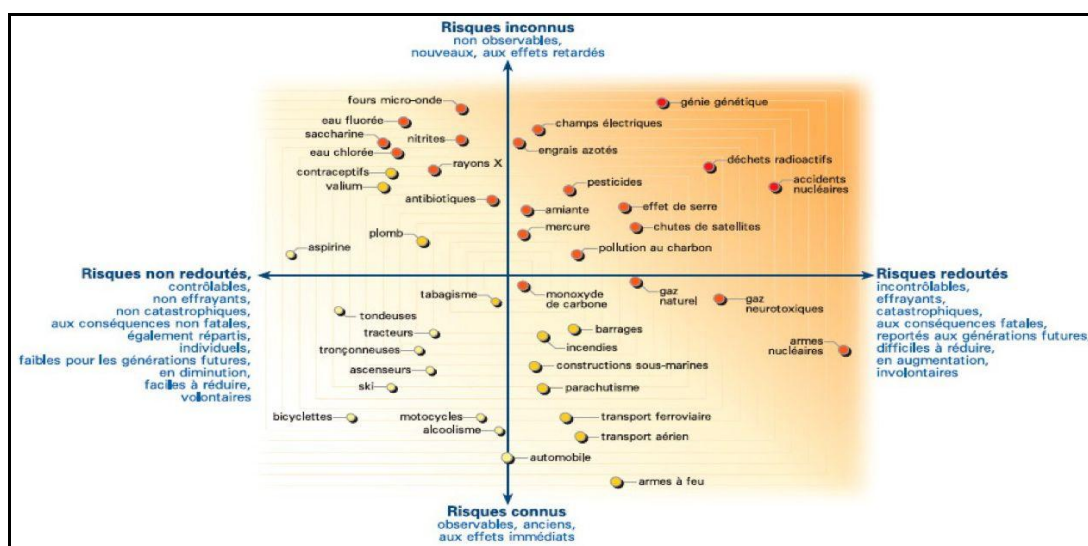 Risques inconnus
non observables,
nouveaux, aux effets retardés
fours micro-onde
génie génétique
eau fluorée
champs électriques
saccharine
nitrites
engrais azotés
eau chlorée
rayons X
déchets radioactifs
contraceptifs
valium
pesticides
accidents
nucléaires
antibiotiques
amiante
effet de serre
plomb
mercure
chutes de satellites
aspirine
pollution au charbon
Risques non redoutés,
contrôlables,
non effrayants,
non catastrophiques,
aux conséquences non fatales,
également répartis,
individuels,
faibles pour les générations futures,
en diminution,
faciles à réduire,
volontaires
Risques redoutés
incontrôlables,
effrayants,
catastrophiques,
aux conséquences fatales,
reportés aux générations futures,
difficiles à réduire,
en augmentation,
involontaires
tabagisme
monoxyde
de carbone
gaz
naturel
gaz
neurotoxiques
tondeuses
tracteurs
barrages
incendies
armes
nucléaires
tronçonneuses
ascenseurs
constructions sous-marines
ski
parachutisme
bicyclettes
motocycles
transport ferroviaire
alcoolisme
transport aérien
automobile
armes à feu
Risques connus
observables, anciens,
aux effets immédiats